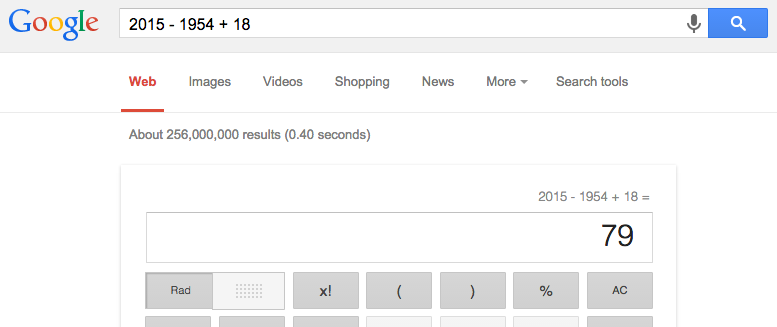 Google 2015 - 1954 + 18
Web Images Videos Shopping News More Search tools
About 256,000,000 results (0.40 seconds)
2015 - 1954 + 18 =
79
Rad x! ( ) % AC